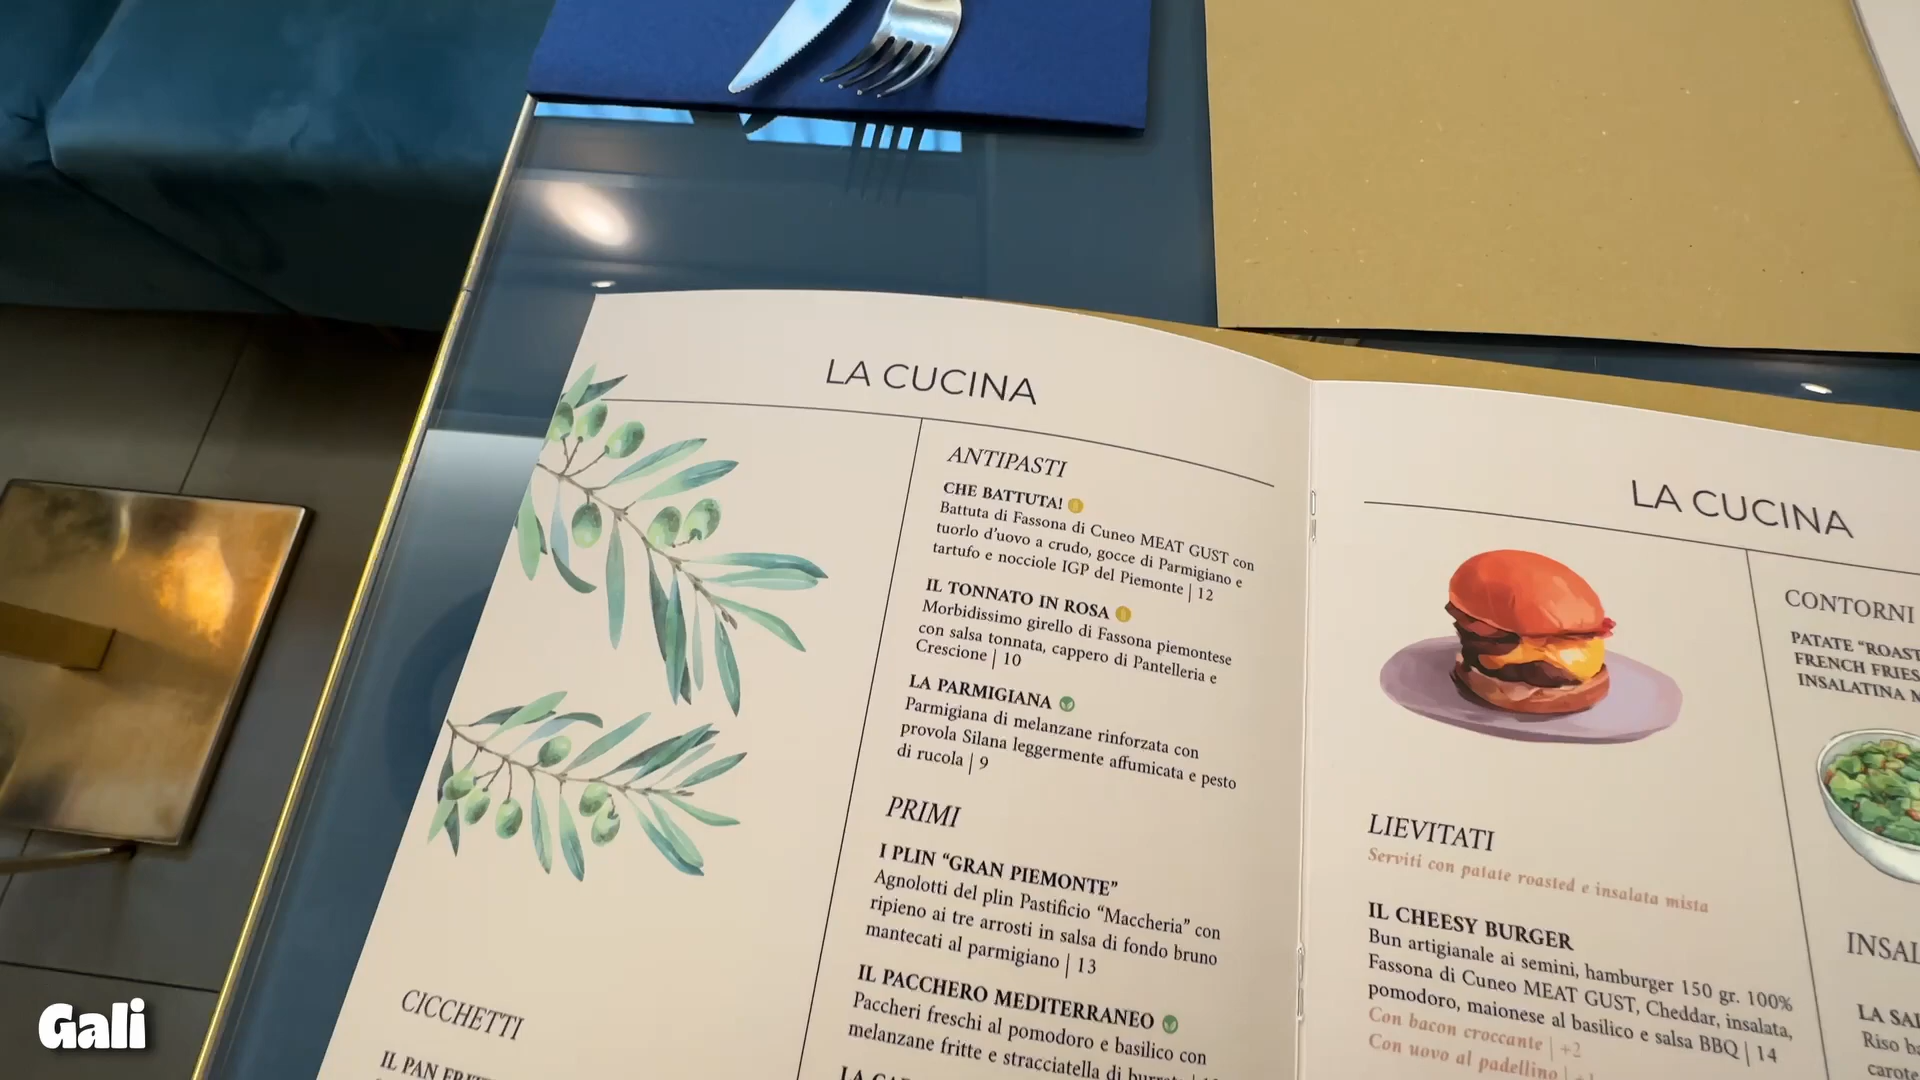 LA CUCINA
ANTIPASTI
CHE BATTUTA!
Battuta di Fassona di Cuneo MEAT GUST con
tuorlo d'uovo a crudo, gocce di Parmigiano e
tartufo e nocciole IGP del Piemonte | 12
IL TONNATO IN ROSA
Morbidissimo girello di Fassona piemontese
con salsa tonnata, cappero di Pantelleria e
Crescione | 10
LA PARMIGIANA
Parmigiana di melanzane rinforzata con
provola Silana leggermente affumicata e pesto
di rucola | 9
PRIMI
I PLIN “GRAN PIEMONTE”
Agnolotti del plin Pastificio “Maccheria” con
ripieno ai tre arrosti in salsa di fondo bruno
mantecati al parmigiano | 13
IL PACCHERO MEDITERRANEO
Paccheri freschi al pomodoro e basilico con
melanzane fritte e stracciatella di
CICCHETTI
IL PAN
LA CUCINA
LIEVITATI
Serviti con patate roasted e insalata mista
IL CHEESY BURGER
Bun artigianale ai semini, hamburger 150 gr. 100%
Fassona di Cuneo MEAT GUST, Cheddar, insalata,
pomodoro, maionese al basilico e salsa BBQ | 14
Con bacon croccante | +2
Con uovo al padellino |
CONTORNI
PATATE “ROAST
FRENCH FRIES
INSALATINA M
INSAL
LA SAL
Riso ba
carote
Gali